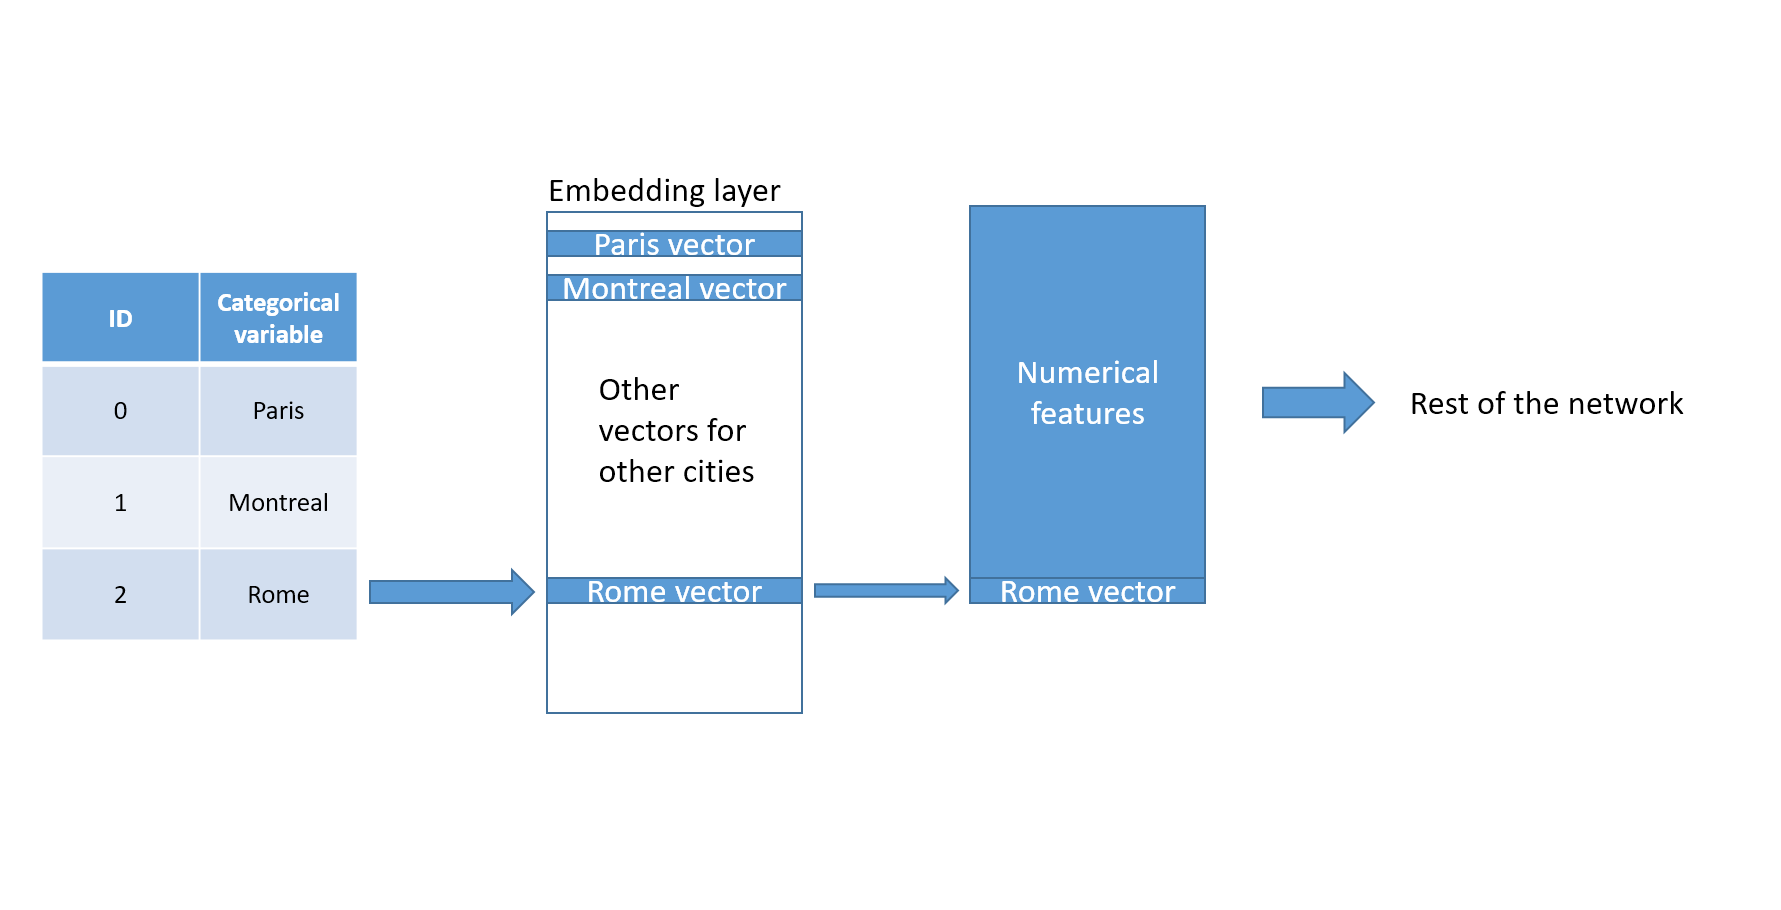 Embedding layer
Paris vector
Montreal vector
ID
Categorical
variable
0
Paris
1
Montreal
2
Rome
Other
vectors for
other cities
Rome vector
Numerical
features
Rome vector
Rest of the network